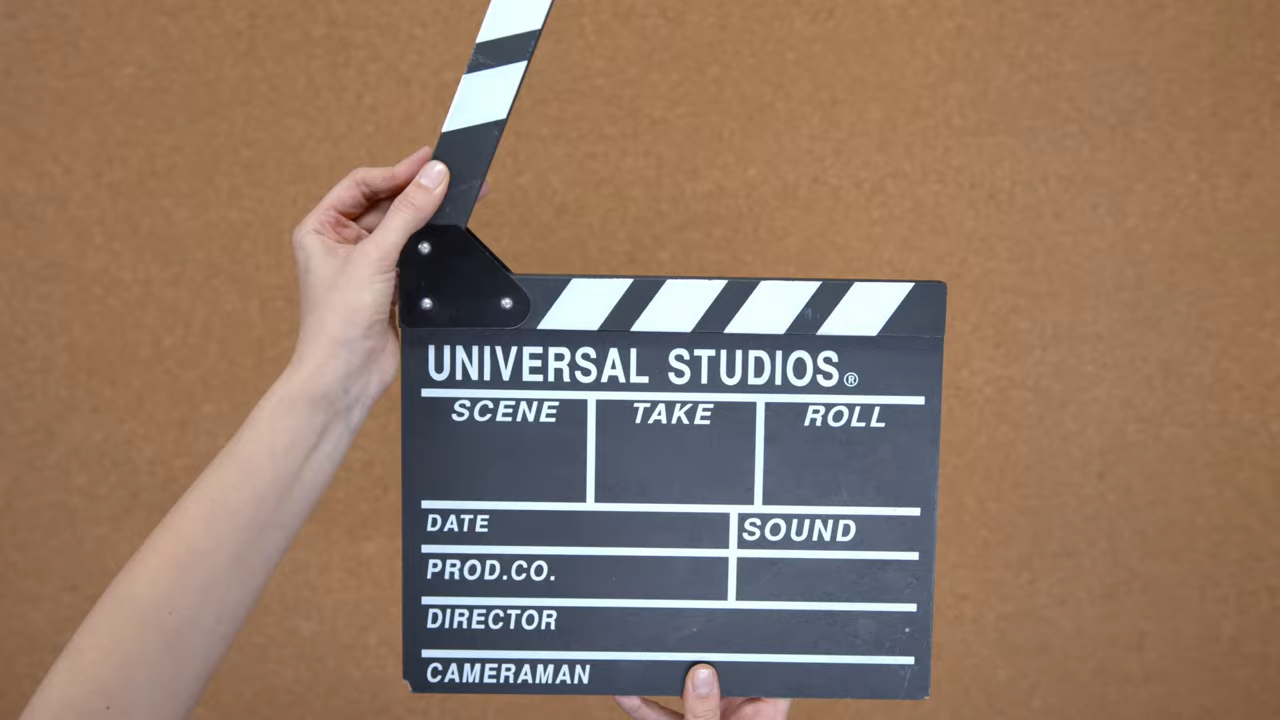 UNIVERSAL STUDIOS®
SCENE TAKE ROLL
DATE SOUND
PROD.CO.
DIRECTOR
CAMERAMAN